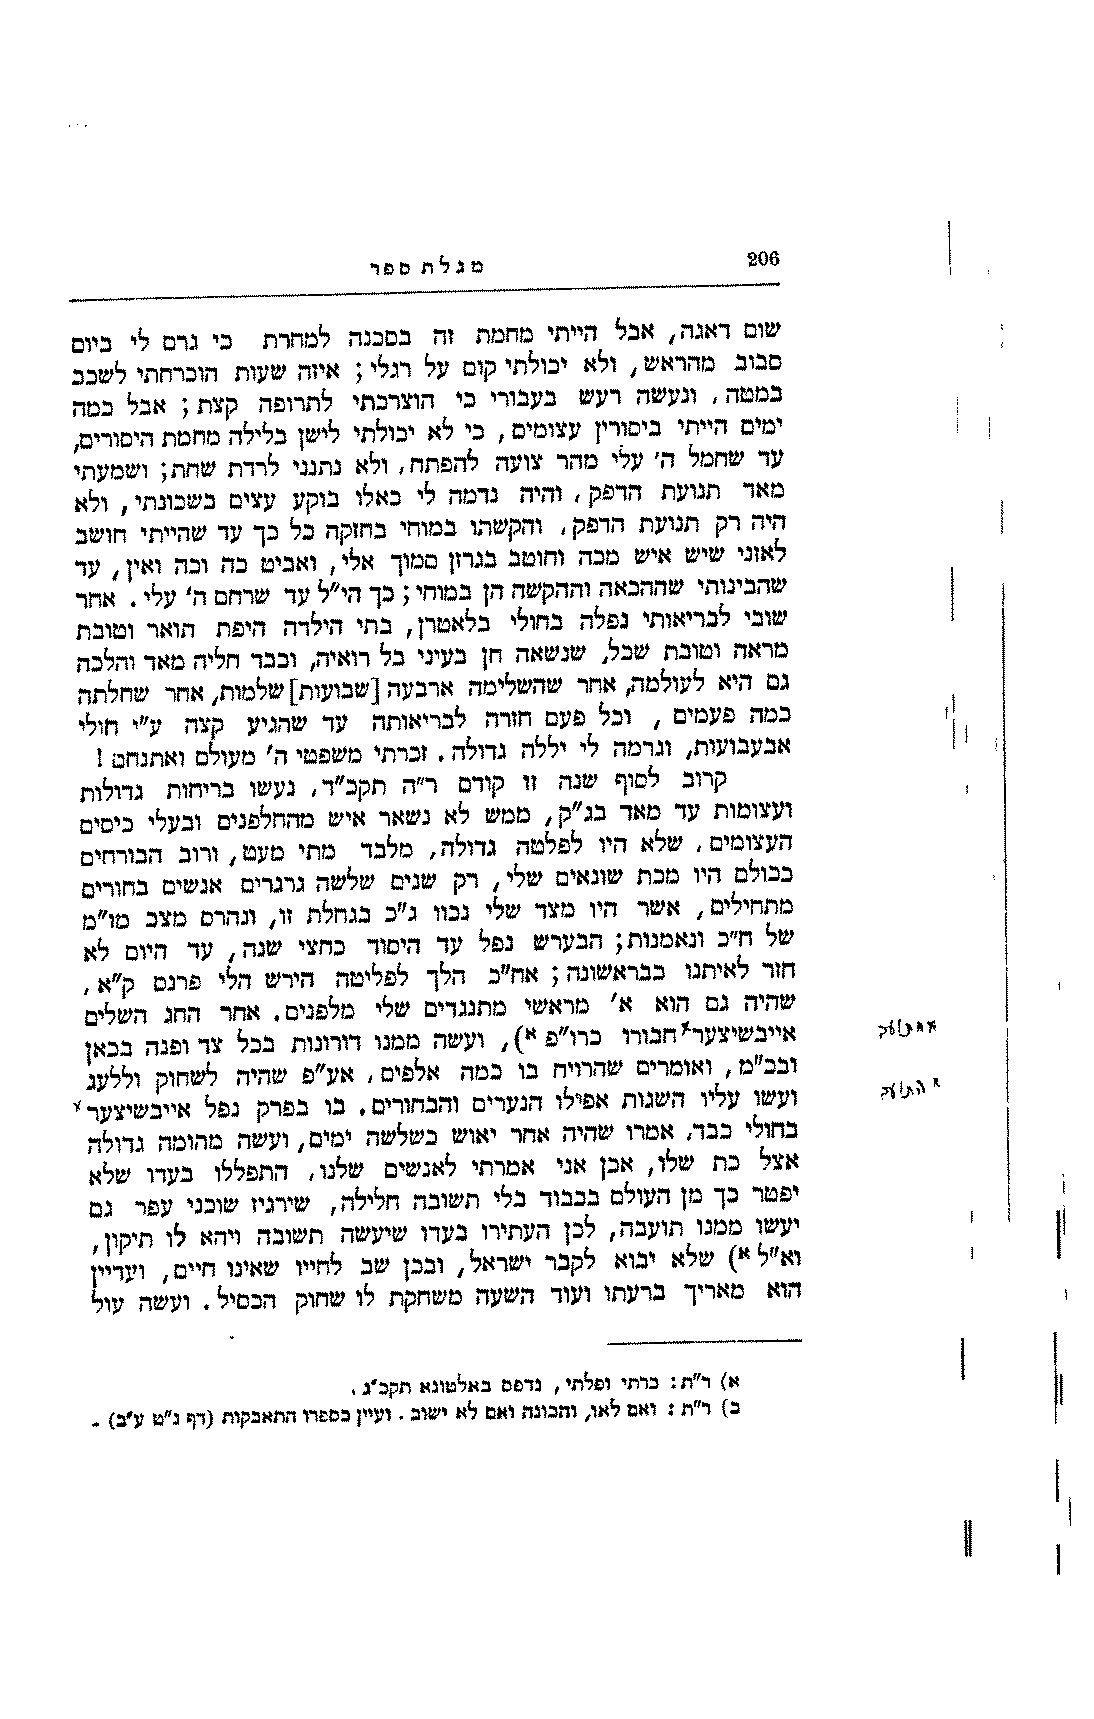 206
מגלת ספר
שום דאגה, אבל הייתי מחמת זה בסכנה למחרת כי גרם לי ביום
סבוב מהראש, ולא יכולתי קום על רגלי; איזה שעות הוכרחתי לשכב
במטה, ונעשה רעש בעבורי כי הוצרכתי לתרופה קצת; אבל כמה
ימים הייתי ביסורין עצומים, כי לא יכולתי לישן בלילה מחמת היסורים,
עד שחמל ה' עלי מהר צועה להפתח, ולא נתנני לרדת שחת; ושמעתי
מאד תנועת הדפק, והיה נדמה לי כאלו בוקע עצים בשכונתי, ולא
היה רק תנועת הדפק, והקשתו במוחי בחזקה כל כך עד שהייתי חושב
לאזני שיש איש מכה וחוטב בגרזן סמוך אלי, ואביט כה וכה ואין, עד
שהבינותי שההכאה וההקשה הן במוחי; כך הי"ל עד שרחם ה' עלי. אחר
שובי לבריאותי נפלה בחולי בלאטרן, בתי הילדה היפת תואר וטובת
מראה וטובת שכל, שנשאה חן בעיני כל רואיה, וכבד חליה מאד והלכה
גם היא לעולמה, אחר שהשלימה ארבעה [שבועות] שלמות, אחר שחלתה
כמה פעמים, וכל פעם חזרה לבריאותה עד שהגיע קצה ע"י חולי
אבעבועות, וגרמה לי יללה גדולה. זכרתי משפטי ה' מעולם ואתנחם!
קרוב לסוף שנה זו קודם ר"ה תקכ"ד, נעשו בריחות גדולות
ועצומות עד מאד בג"ק, ממש לא נשאר איש מהחלפנים ובעלי כיסים
העצומים, שלא היו לפלטה גדולה, מלבד מתי מעט, ורוב הבורחים
כבולם היו מכת שונאים שלי, רק שנים שלשה גרגרים אנשים בחורים
מתחילים, אשר היו מצד שלי נכוו ג"כ בגחלת זו, ונהרס מצב מו"מ
של ח"כ ונאמנות; הבערש נפל עד היסוד כחצי שנה, עד היום לא
חזר לאיתנו כבראשונה; אח"כ הלך לפליטה הירש הלי פרנס ק"א,
שהיה גם הוא א' מראשי מתנגדים שלי מלפנים. אחר החג השלים
אייבשיצער חבורו כרו"פ א), ועשה ממנו דורונות בכל צד ופנה בכאן
ובב"מ, ואומרים שהרויח בו כמה אלפים, אע"פ שהיה לשחוק וללעג
ועשו עליו השגות אפילו הנערים והבחורים. בו בפרק נפל אייבשיצער
בחולי כבד, אמרו שהיה אחר יאוש כשלשה ימים, ועשה מהומה גדולה
אצל כת שלו, אכן אני אמרתי לאנשים שלנו, התפללו בעדו שלא
יפטר כך מן העולם בכבוד בלי תשובה חלילה, שירגיז שוכני עפר גם
יעשו ממנו תועבה, לכן העתירו בעדו שיעשה תשובה ויהא לו תיקון,
וא"ל א) שלא יבוא לקבר ישראל, ובכן שב לחייו שאינו חיים, ועדיין
הוא מאריך ברעתו ועוד השעה משחקת לו שחוק הכסיל. ועשה עול
א) ר"ת: כרתי ופלתי, נדפס באלטונא תקכ"ג.
ב) ר"ת: ואם לאו, והכונה ואם לא ישוב. ועיין בספרו התאבקות (דף נ"ט ע"ב).